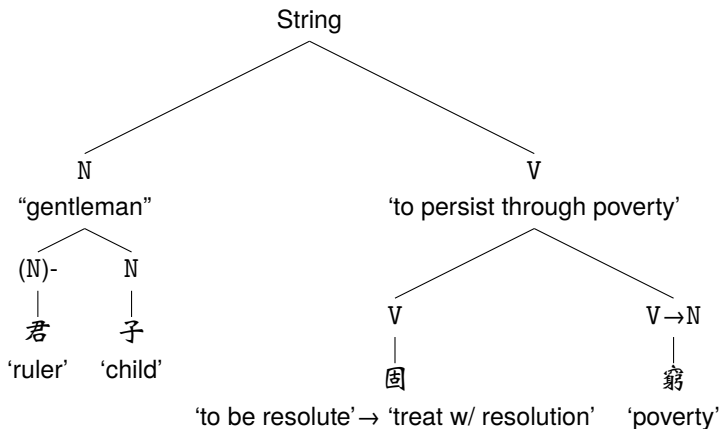 String
N V
“gentleman” ‘to persist through poverty’
(N)- N V V→N
君 子 固 窮
‘ruler’ ‘child’ ‘to be resolute’→ ‘treat w/ resolution’ ‘poverty’